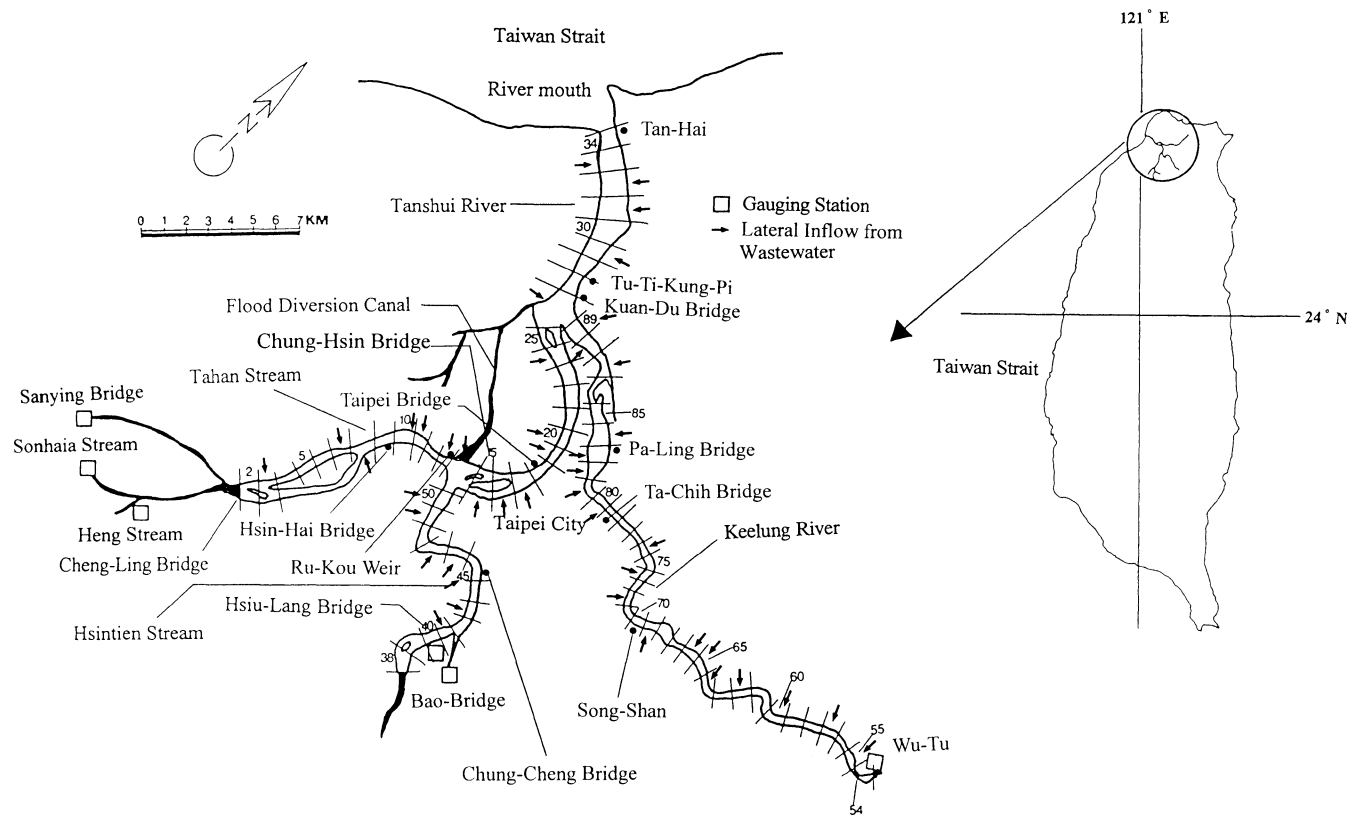 121° E
Taiwan Strait
River mouth
Tan-Hai
34
N
Tanshui River
Gauging Station
0 1 2 3 4 5 6 7 KM
30
Lateral Inflow from
Wastewater
Tu-Ti-Kung-Pi
Flood Diversion Canal
Kuan-Du Bridge
89
24° N
25
Chung-Hsin Bridge
Taiwan Strait
Tahan Stream
Sanying Bridge
Taipei Bridge
85
10
20
Sonhaia Stream
Pa-Ling Bridge
5
15
2
50
80
Ta-Chih Bridge
Taipei City
Hsin-Hai Bridge
Keelung River
Heng Stream
Cheng-Ling Bridge
Ru-Kou Weir
75
45
Hsiu-Lang Bridge
70
Hsintien Stream
40
65
38
60
Bao-Bridge
Song-Shan
55
Wu-Tu
Chung-Cheng Bridge
54